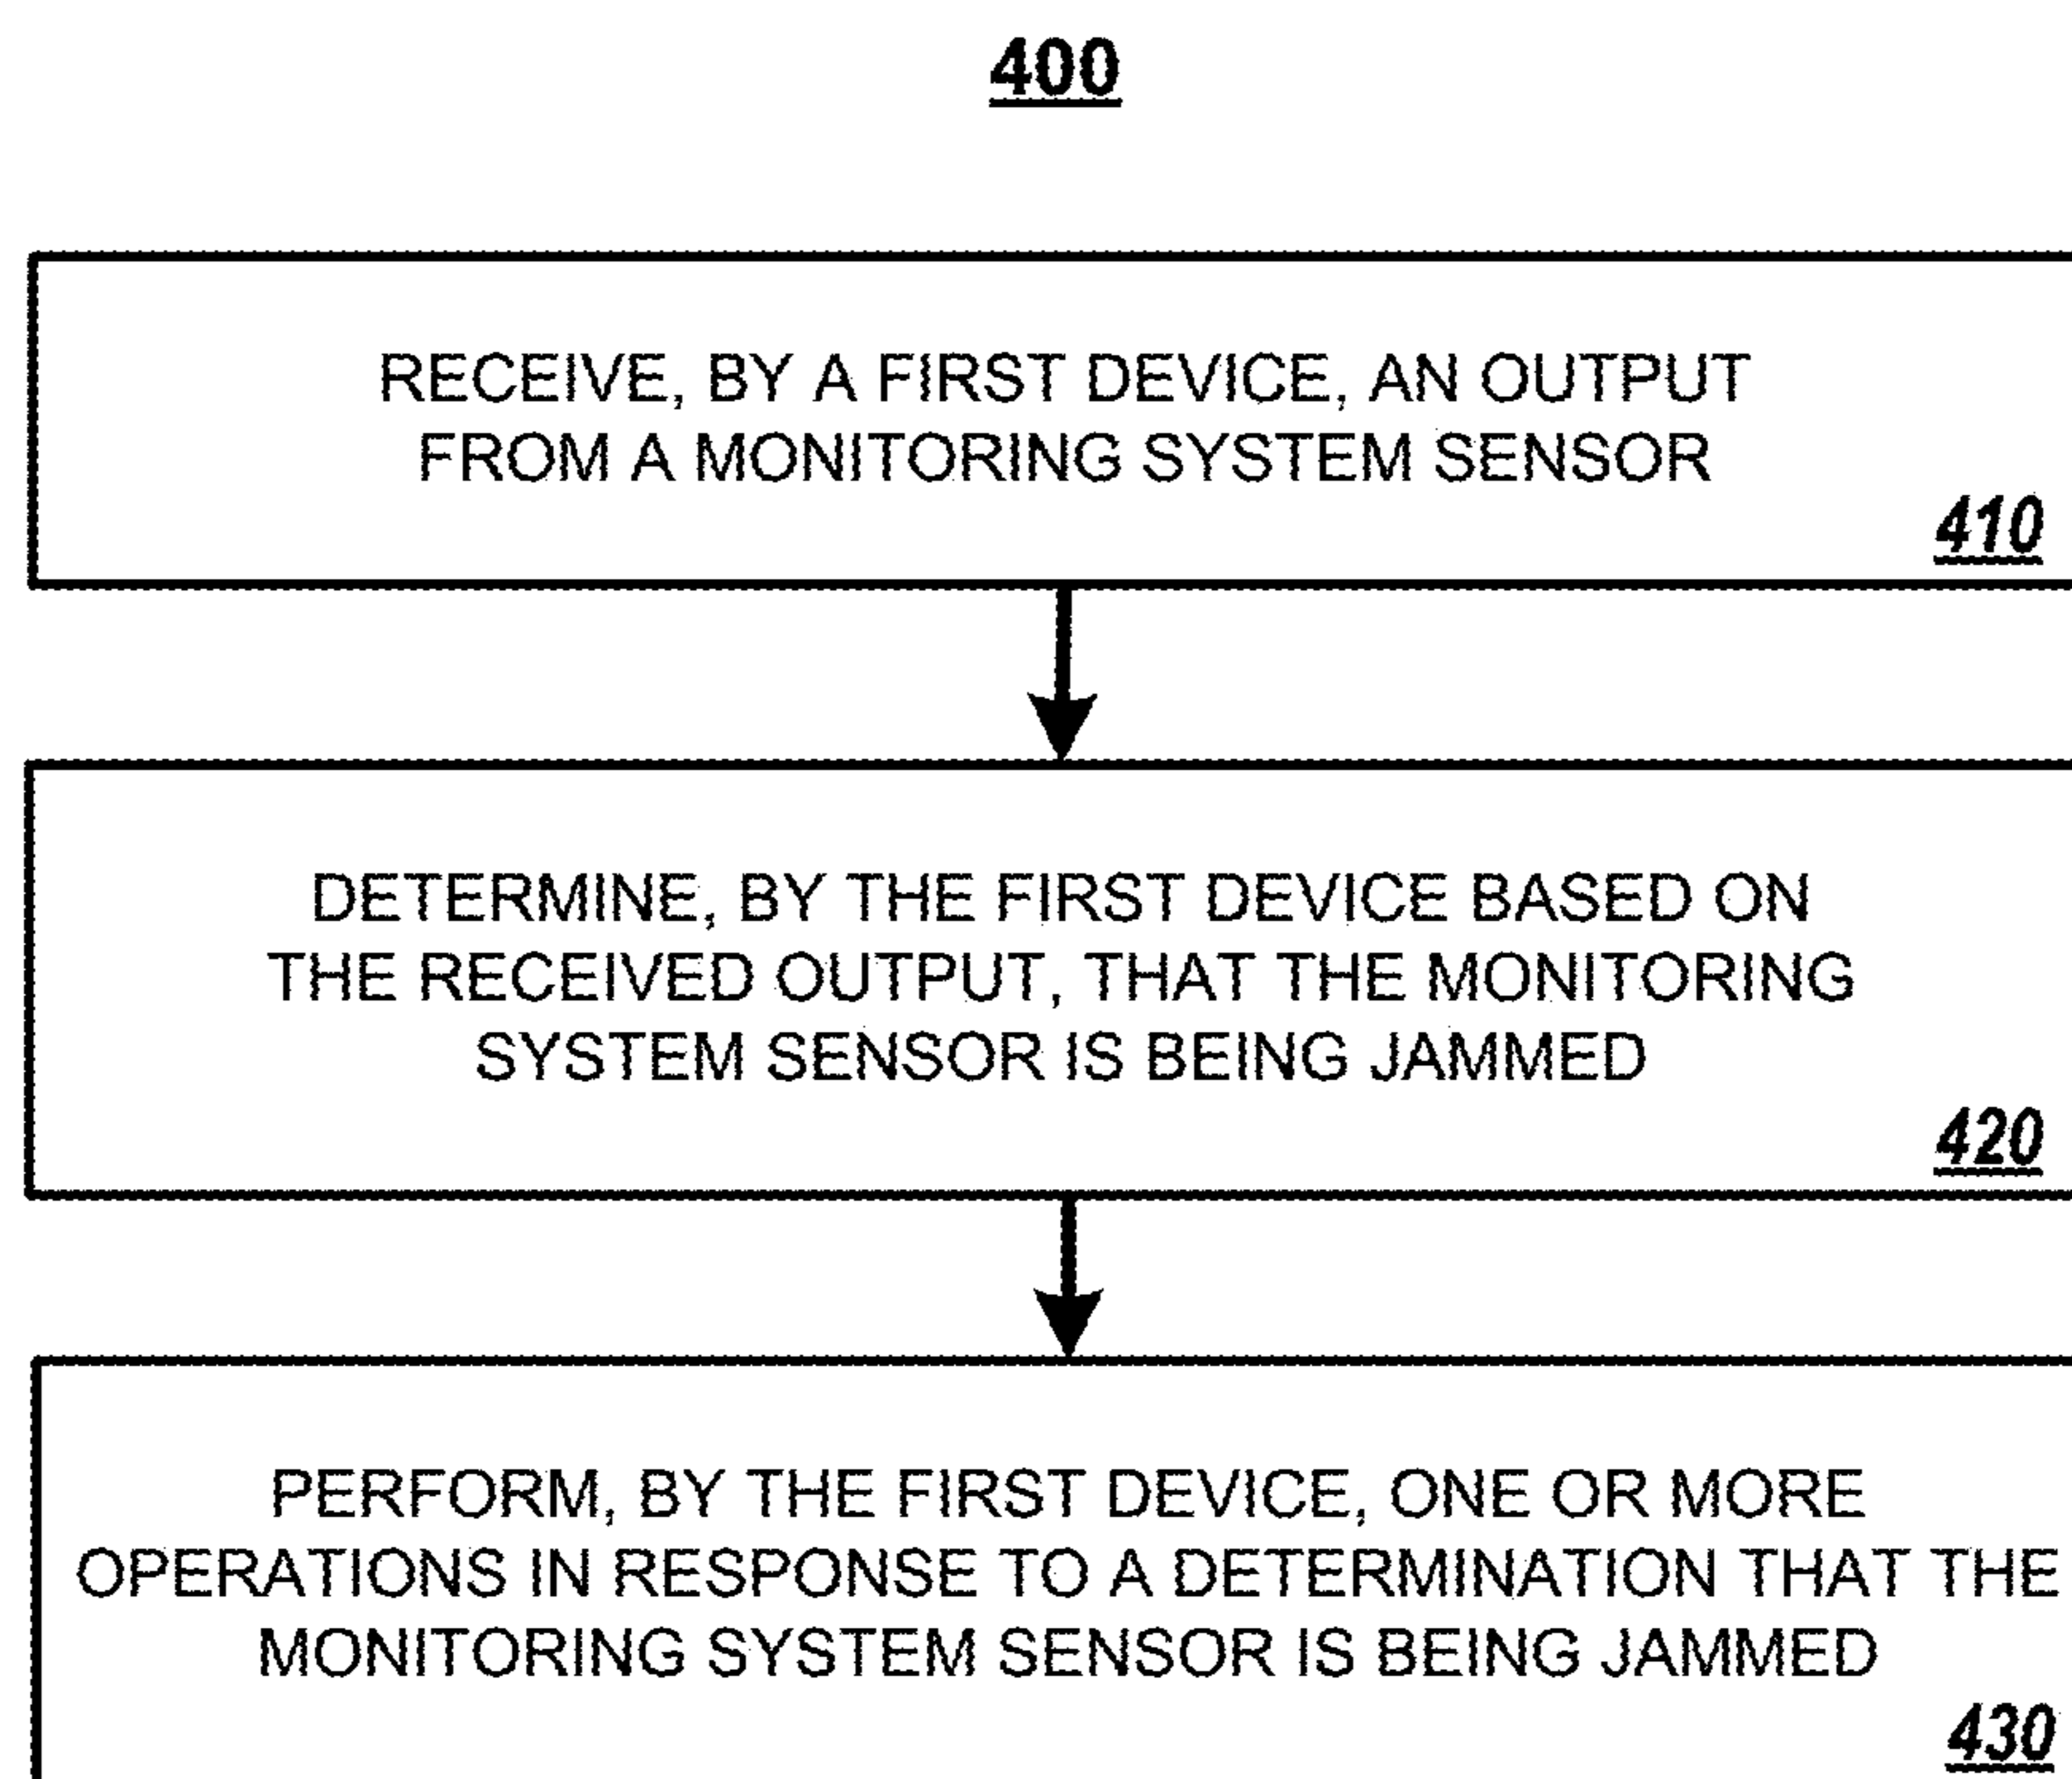 400
RECEIVE, BY A FIRST DEVICE, AN OUTPUT
FROM A MONITORING SYSTEM SENSOR
410
DETERMINE, BY THE FIRST DEVICE BASED ON
THE RECEIVED OUTPUT, THAT THE MONITORING
SYSTEM SENSOR IS BEING JAMMED
420
PERFORM, BY THE FIRST DEVICE, ONE OR MORE
OPERATIONS IN RESPONSE TO A DETERMINATION THAT THE
MONITORING SYSTEM SENSOR IS BEING JAMMED
430